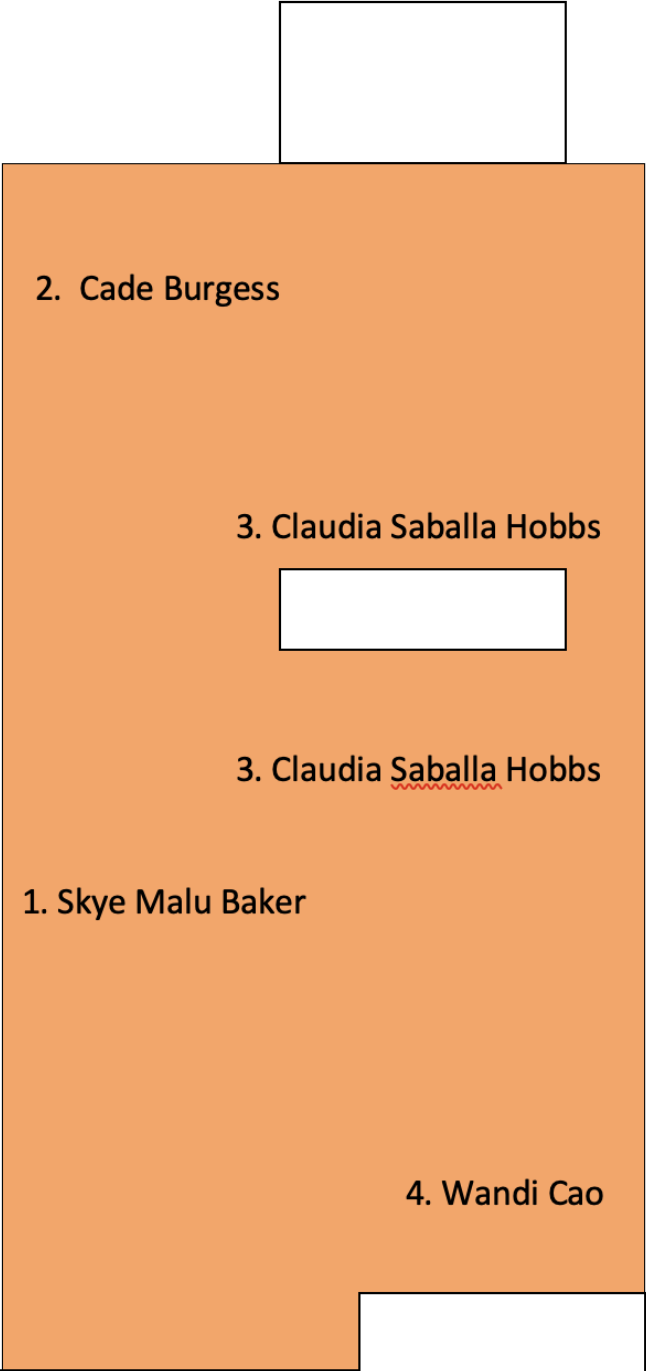 2. Cade Burgess
3. Claudia Saballa Hobbs
3. Claudia Saballa Hobbs
1. Skye Malu Baker
4. Wandi Cao